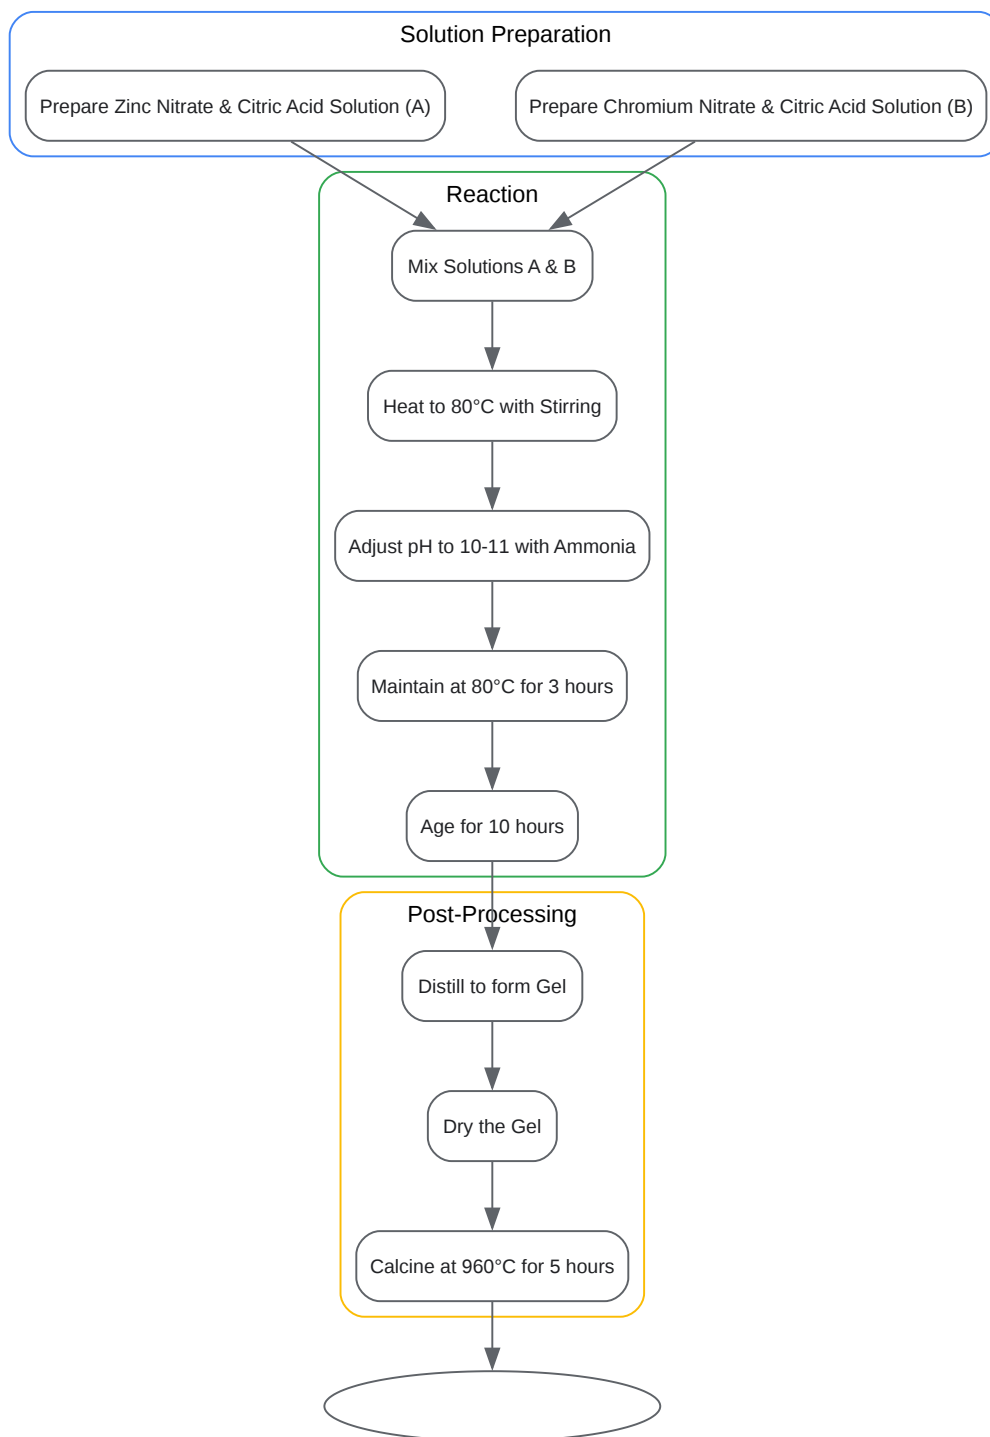 Solution Preparation
Prepare Zinc Nitrate & Citric Acid Solution (A)
Prepare Chromium Nitrate & Citric Acid Solution (B)
Reaction
Mix Solutions A & B
Heat to 80°C with Stirring
Adjust pH to 10-11 with Ammonia
Maintain at 80°C for 3 hours
Age for 10 hours
Post-Processing
Distill to form Gel
Dry the Gel
Calcine at 960°C for 5 hours